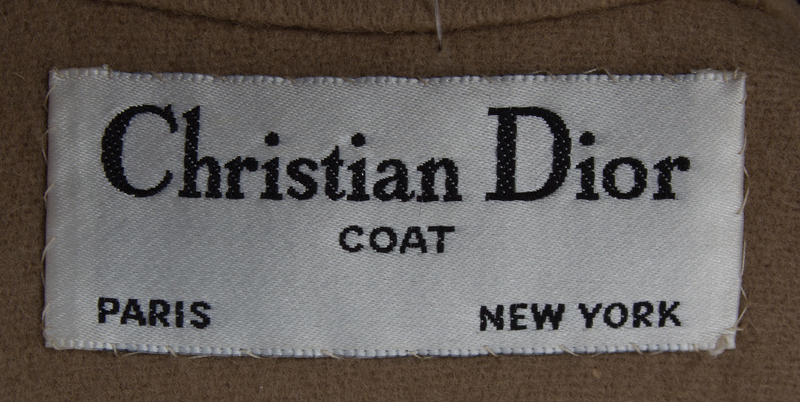 Christian Dior
COAT
PARIS NEW YORK